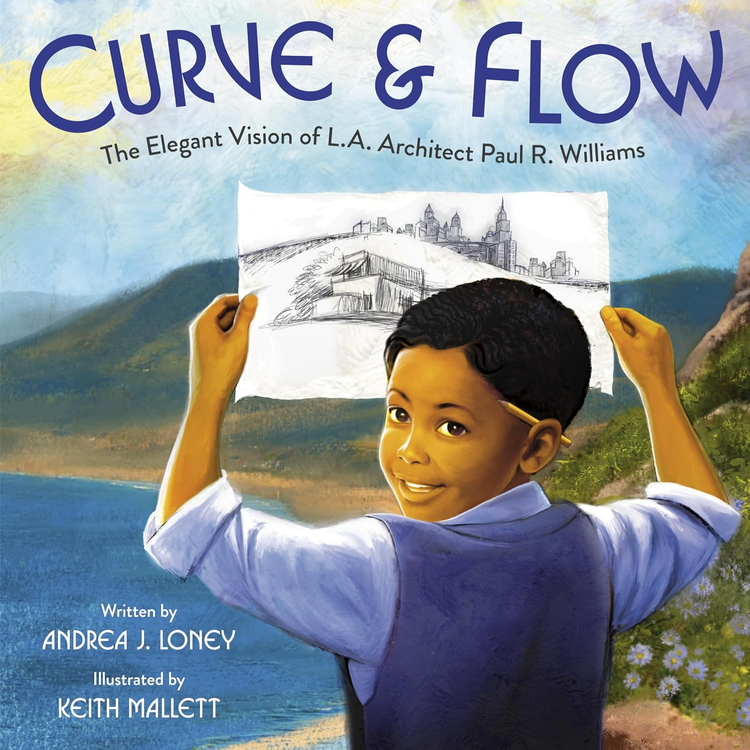 CURVE & FLOW
The Elegant Vision of L.A. Architect Paul R. Williams
Written by
ANDREA J. LONEY
Illustrated by
KEITH MALLETT